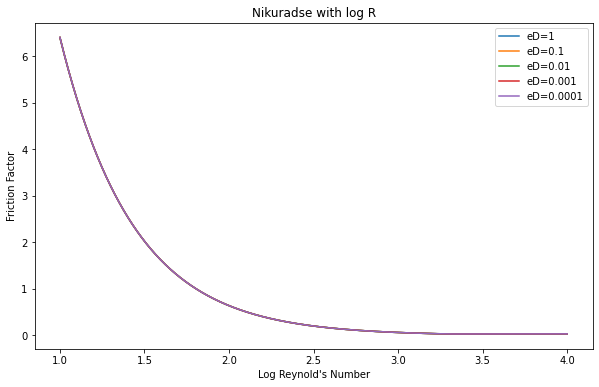 Nikuradse with log R
eD=1
eD=0.1
eD=0.01
eD=0.001
eD=0.0001
Friction Factor
6
5
4
3
2
1
0
1.0 1.5 2.0 2.5 3.0 3.5 4.0
Log Reynold's Number